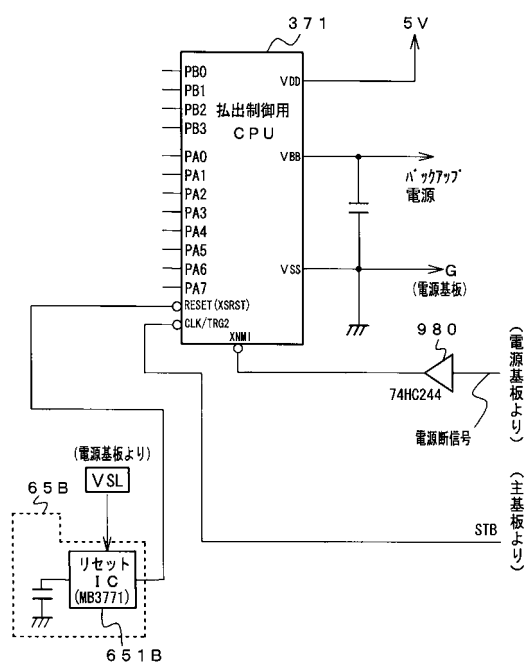 371
5V
PB0
PB1
PB2
PB3
PA0
PA1
PA2
PA3
PA4
PA5
PA6
PA7
RESET(XSRST)
CLK/TRG2
払出制御用
CPU
VDD
VBB
VSS
XNMI
バックアップ
電源
G
(電源基板)
980
74HC244
電源断信号
(電源基板より)
STB
(主基板より)
(電源基板より)
65B
VSL
リセット
IC
(MB3771)
651B